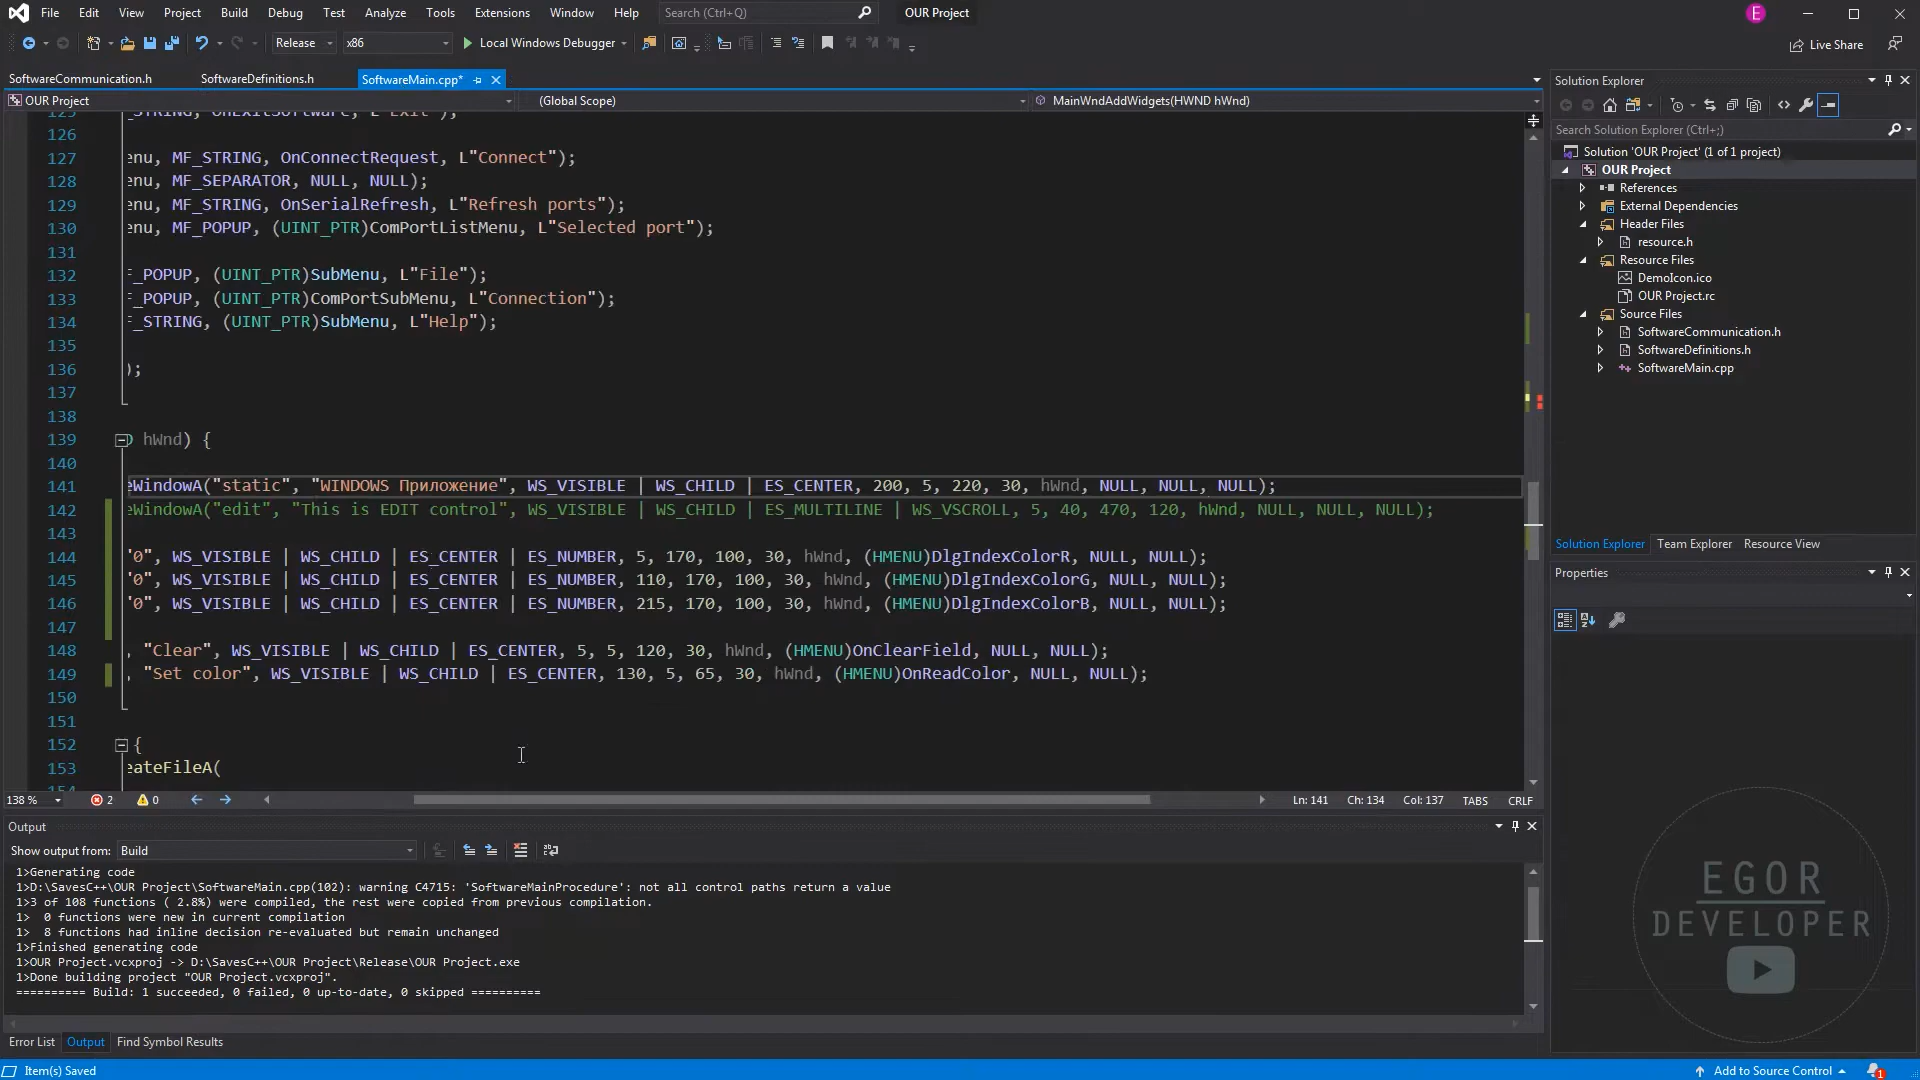 File Edit View Project Build Debug Test Analyze Tools Extensions Window Help Search (Ctrl+Q) OUR Project E
Release x86 Local Windows Debugger Live Share
SoftwareCommunication.h SoftwareDefinitions.h SoftwareMain.cpp*
OUR Project (Global Scope) MainWndAddWidgets(HWND hWnd)
125 _STRING, OnExitSoftware, L"Exit");
126
127 enu, MF_STRING, OnConnectRequest, L"Connect");
128 enu, MF_SEPARATOR, NULL, NULL);
129 enu, MF_STRING, OnSerialRefresh, L"Refresh ports");
130 enu, MF_POPUP, (UINT_PTR)ComPortListMenu, L"Selected port");
131
132 F_POPUP, (UINT_PTR)SubMenu, L"File");
133 F_POPUP, (UINT_PTR)ComPortSubMenu, L"Connection");
134 F_STRING, (UINT_PTR)SubMenu, L"Help");
135
136 );
137
138
139 hWnd) {
140
141 eWindowA("static", "WINDOWS Приложение", WS_VISIBLE | WS_CHILD | ES_CENTER, 200, 5, 220, 30, hWnd, NULL, NULL, NULL);
142 eWindowA("edit", "This is EDIT control", WS_VISIBLE | WS_CHILD | ES_MULTILINE | WS_VSCROLL, 5, 40, 470, 120, hWnd, NULL, NULL, NULL);
143
144 "0", WS_VISIBLE | WS_CHILD | ES_CENTER | ES_NUMBER, 5, 170, 100, 30, hWnd, (HMENU)DlgIndexColorR, NULL, NULL);
145 "0", WS_VISIBLE | WS_CHILD | ES_CENTER | ES_NUMBER, 110, 170, 100, 30, hWnd, (HMENU)DlgIndexColorG, NULL, NULL);
146 "0", WS_VISIBLE | WS_CHILD | ES_CENTER | ES_NUMBER, 215, 170, 100, 30, hWnd, (HMENU)DlgIndexColorB, NULL, NULL);
147
148 , "Clear", WS_VISIBLE | WS_CHILD | ES_CENTER, 5, 5, 120, 30, hWnd, (HMENU)OnClearField, NULL, NULL);
149 , "Set color", WS_VISIBLE | WS_CHILD | ES_CENTER, 130, 5, 65, 30, hWnd, (HMENU)OnReadColor, NULL, NULL);
150
151
152 {
153 eateFileA(
138 % 2 0 Ln: 141 Ch: 134 Col: 137 TABS CRLF
Output
Show output from: Build
1>Generating code
1>D:\SavesC++\OUR Project\SoftwareMain.cpp(102): warning C4715: 'SoftwareMainProcedure': not all control paths return a value
1>3 of 108 functions ( 2.8%) were compiled, the rest were copied from previous compilation.
1> 0 functions were new in current compilation
1> 8 functions had inline decision re-evaluated but remain unchanged
1>Finished generating code
1>OUR Project.vcxproj -> D:\SavesC++\OUR Project\Release\OUR Project.exe
1>Done building project "OUR Project.vcxproj".
========== Build: 1 succeeded, 0 failed, 0 up-to-date, 0 skipped ==========
Error List Output Find Symbol Results
Item(s) Saved
Solution Explorer
Search Solution Explorer (Ctrl+;)
Solution 'OUR Project' (1 of 1 project)
OUR Project
References
External Dependencies
Header Files
resource.h
Resource Files
DemoIcon.ico
OUR Project.rc
Source Files
SoftwareCommunication.h
SoftwareDefinitions.h
SoftwareMain.cpp
Solution Explorer Team Explorer Resource View
Properties
EGOR
DEVELOPER
Add to Source Control 1